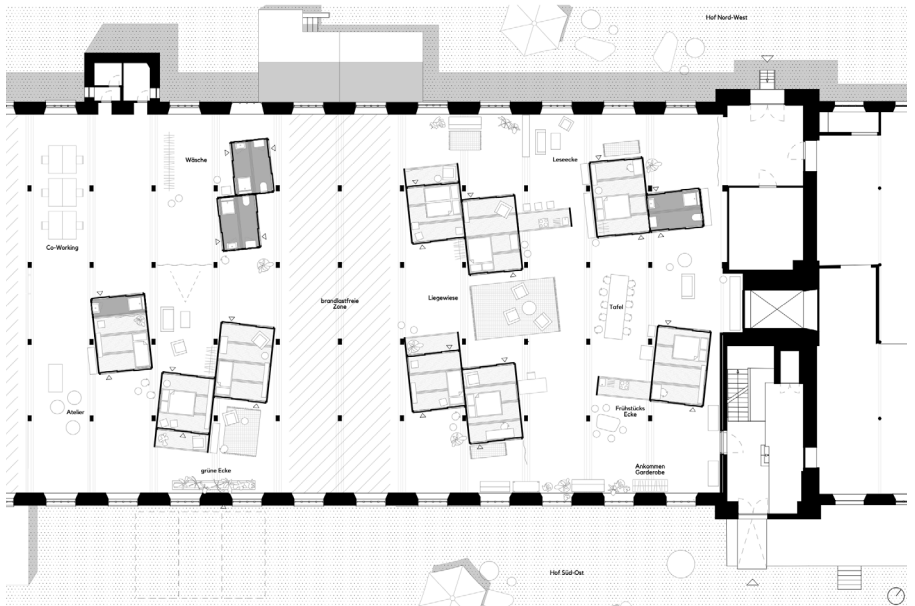 Hof Nord-West
Wäsche
Leseecke
Co-Working
brandlastfreie
Zone
Liegewiese
Tafel
Atelier
Frühstücks
Ecke
grüne Ecke
Ankommen
Garderobe
Hof Süd-Ost